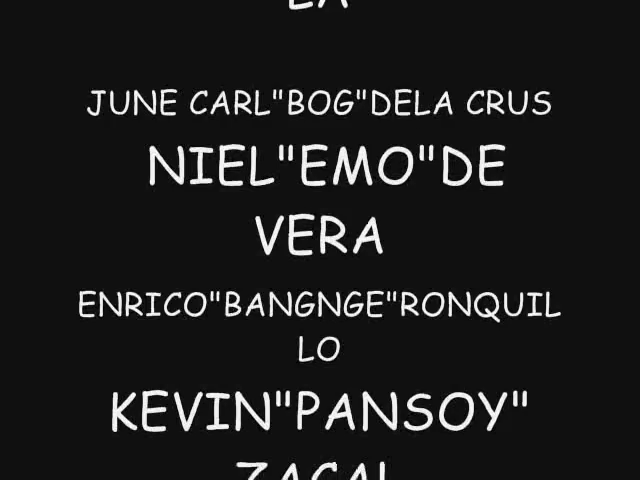 JUNE CARL"BOG"DELA CRUS
NIEL"EMO"DE
VERA
ENRICO"BANGNGE"RONQUIL
LO
KEVIN"PANSOY"